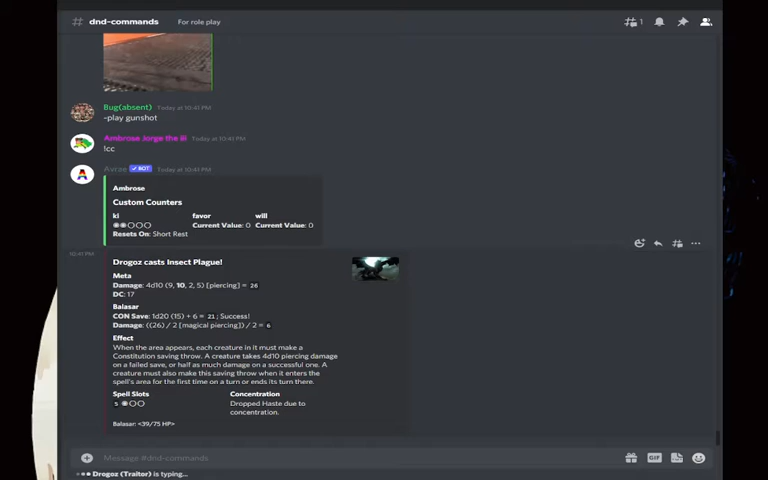 dnd-commands For role play 1
Bug(absent) Today at 10:41 PM
-play gunshot
Ambrose Jorge the iii Today at 10:41 PM
!cc
A Avrae ✓ BOT Today at 10:41 PM
Ambrose
Custom Counters
ki favor will
Current Value: 0 Current Value: 0
Resets On: Short Rest
10:41 PM Drogoz casts Insect Plague!
Meta
Damage: 4d10 (9, 10, 2, 5) [piercing] = 26
DC: 17
Balasar
CON Save: 1d20 (15) + 6 = 21; Success!
Damage: ((26) / 2 [magical piercing]) / 2 = 6
Effect
When the area appears, each creature in it must make a
Constitution saving throw. A creature takes 4d10 piercing damage
on a failed save, or half as much damage on a successful one. A
creature must also make this saving throw when it enters the
spell's area for the first time on a turn or ends its turn there.
Spell Slots Concentration
5 Dropped Haste due to
concentration.
Balasar: <39/75 HP>
Message #dnd-commands GIF
Drogoz (Traitor) is typing...